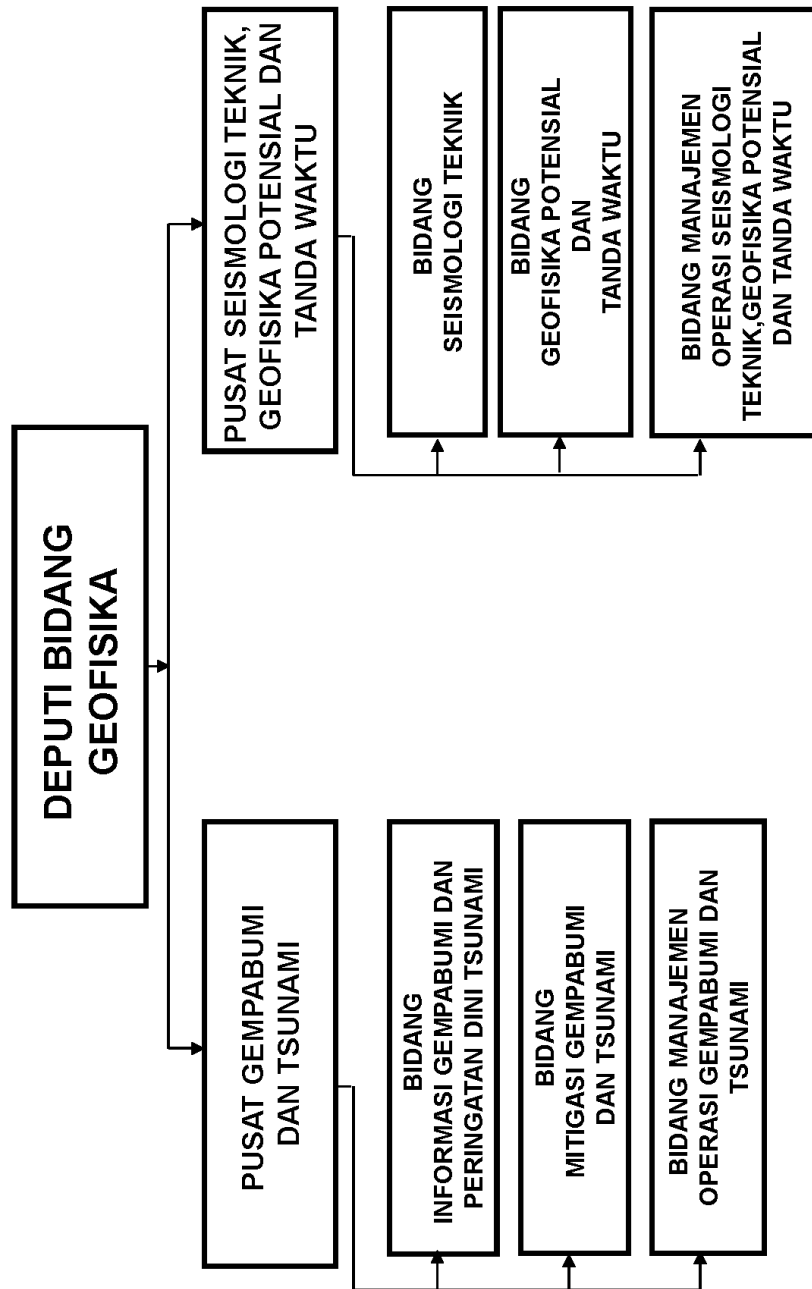 DEPUTI BIDANG
GEOFISIKA
PUSAT GEMPABUMI
DAN TSUNAMI
BIDANG
INFORMASI GEMPABUMI DAN
PERINGATAN DINI TSUNAMI
BIDANG
MITIGASI GEMPABUMI
DAN TSUNAMI
BIDANG MANAJEMEN
OPERASI GEMPABUMI DAN
TSUNAMI
PUSAT SEISMOLOGI TEKNIK,
GEOFISIKA POTENSIAL DAN
TANDA WAKTU
BIDANG
SEISMOLOGI TEKNIK
BIDANG
GEOFISIKA POTENSIAL
DAN
TANDA WAKTU
BIDANG MANAJEMEN
OPERASI SEISMOLOGI
TEKNIK,GEOFISIKA POTENSIAL
DAN TANDA WAKTU